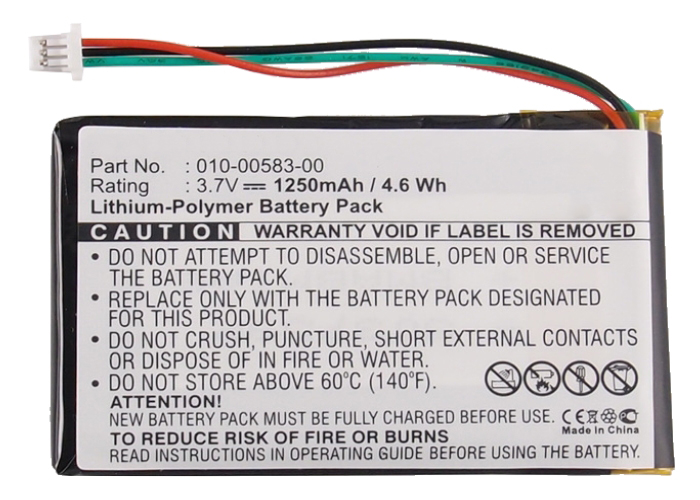 Part No. : 010-00583-00
Rating : 3.7V 1250mAh / 4.6 Wh
Lithium-Polymer Battery Pack
CAUTION WARRANTY VOID IF LABEL IS REMOVED
• DO NOT ATTEMPT TO DISASSEMBLE, OPEN OR SERVICE
THE BATTERY PACK.
• REPLACE ONLY WITH THE BATTERY PACK DESIGNATED
FOR THIS PRODUCT.
• DO NOT CRUSH, PUNCTURE, SHORT EXTERNAL CONTACTS
OR DISPOSE OF IN FIRE OR WATER.
• DO NOT STORE ABOVE 60°C (140°F).
ATTENTION!
NEW BATTERY PACK MUST BE FULLY CHARGED BEFORE USE. CE
Made in China
TO REDUCE RISK OF FIRE OR BURNS
READ INSTRUCTIONS IN OPERATING GUIDE BEFORE USING BATTERY